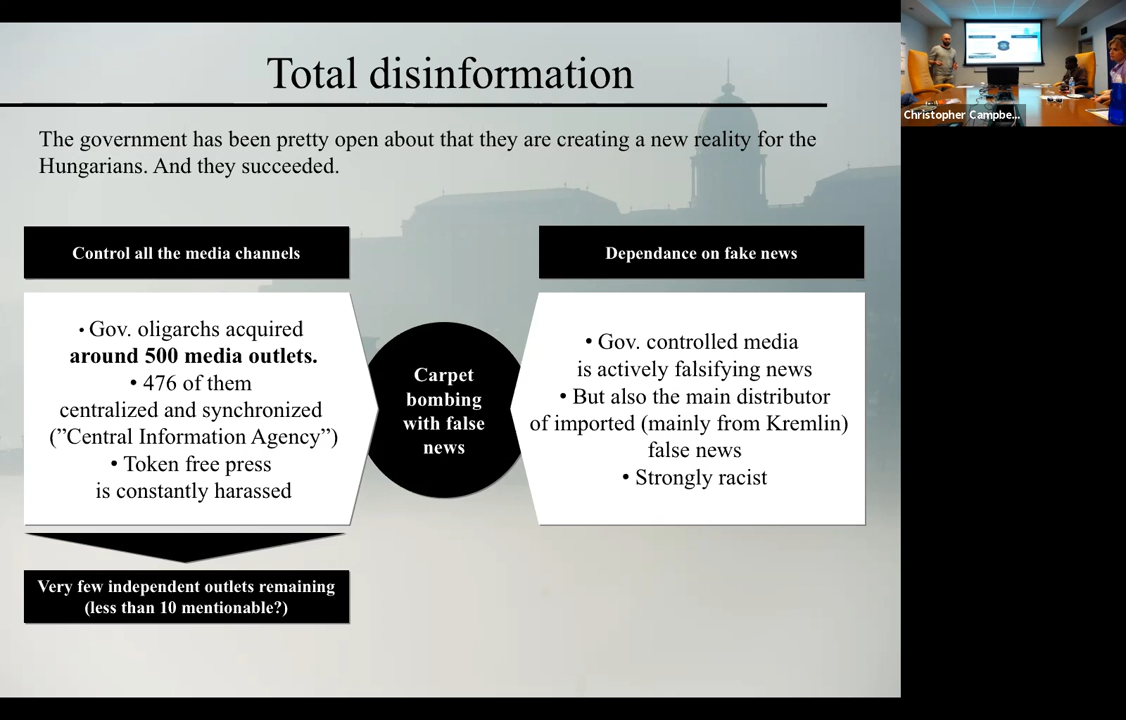 Total disinformation
The government has been pretty open about that they are creating a new reality for the
Hungarians. And they succeeded.
Control all the media channels
• Gov. oligarchs acquired
around 500 media outlets.
• 476 of them
centralized and synchronized
(”Central Information Agency”)
• Token free press
is constantly harassed
Very few independent outlets remaining
(less than 10 mentionable?)
Carpet
bombing
with false
news
Dependance on fake news
• Gov. controlled media
is actively falsifying news
• But also the main distributor
of imported (mainly from Kremlin)
false news
• Strongly racist
Christopher Campbe...